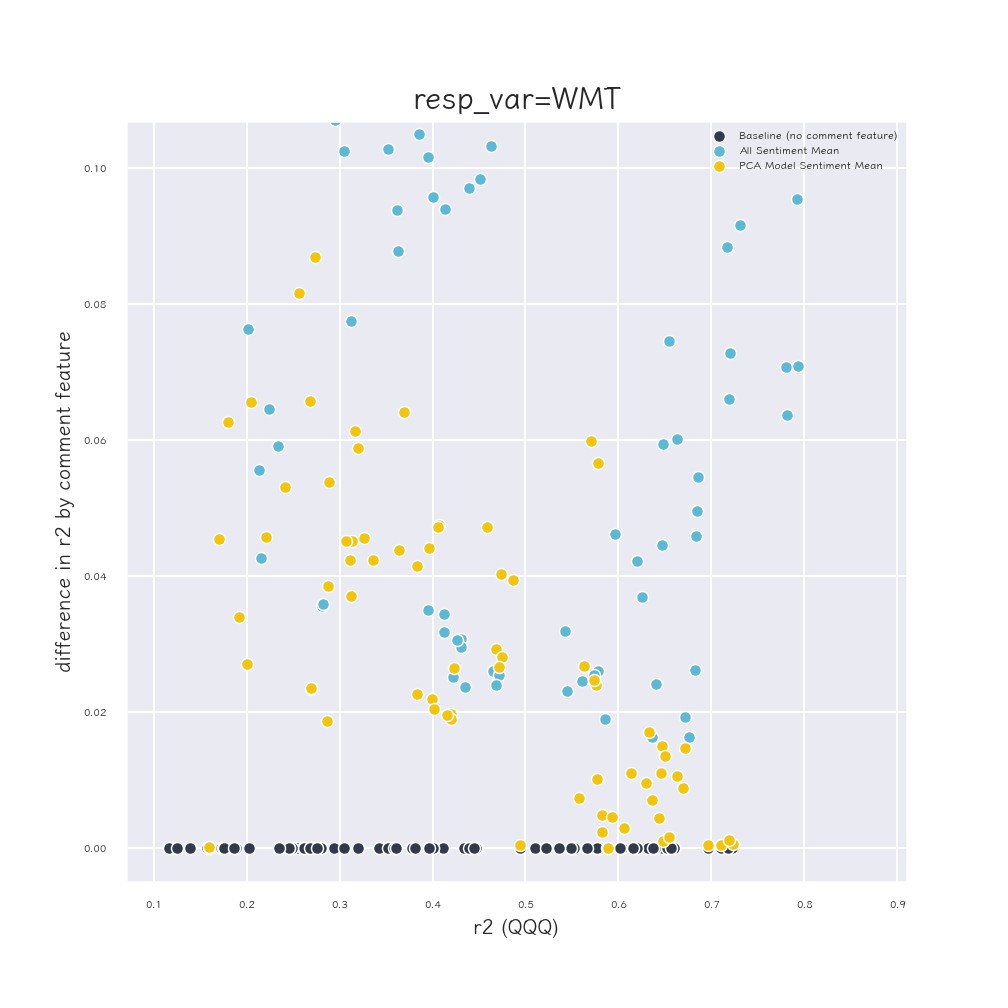 resp_var=WMT
Baseline (no comment feature)
All Sentiment Mean
PCA Model Sentiment Mean
0.10
0.08
0.06
0.04
0.02
0.00
difference in r2 by comment feature
0.1 0.2 0.3 0.4 0.5 0.6 0.7 0.8 0.9
r2 (QQQ)